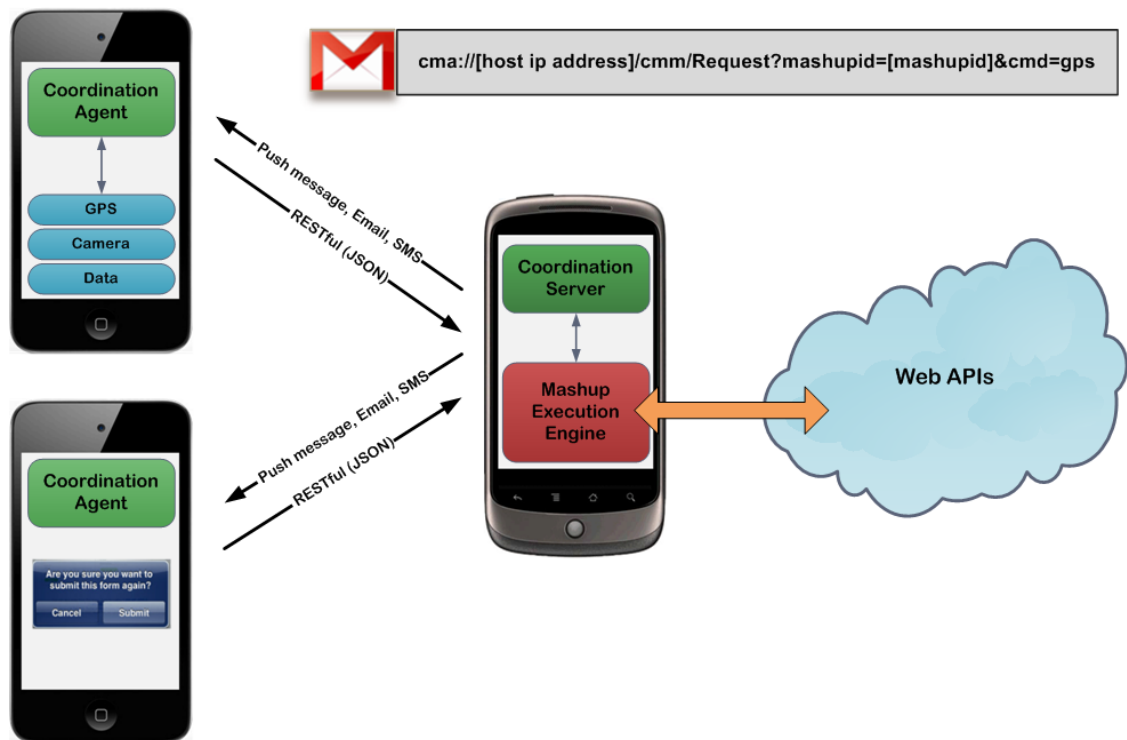 cma://[host ip address]/cmm/Request?mashupid=[mashupid]&cmd=gps
Coordination
Agent
GPS
Camera
Data
Push message, Email, SMS
RESTful (JSON)
Coordination
Server
Mashup
Execution
Engine
Web APIs
Push message, Email, SMS
RESTful (JSON)
Coordination
Agent
Are you sure you want to
submit this form again?
Cancel
Submit